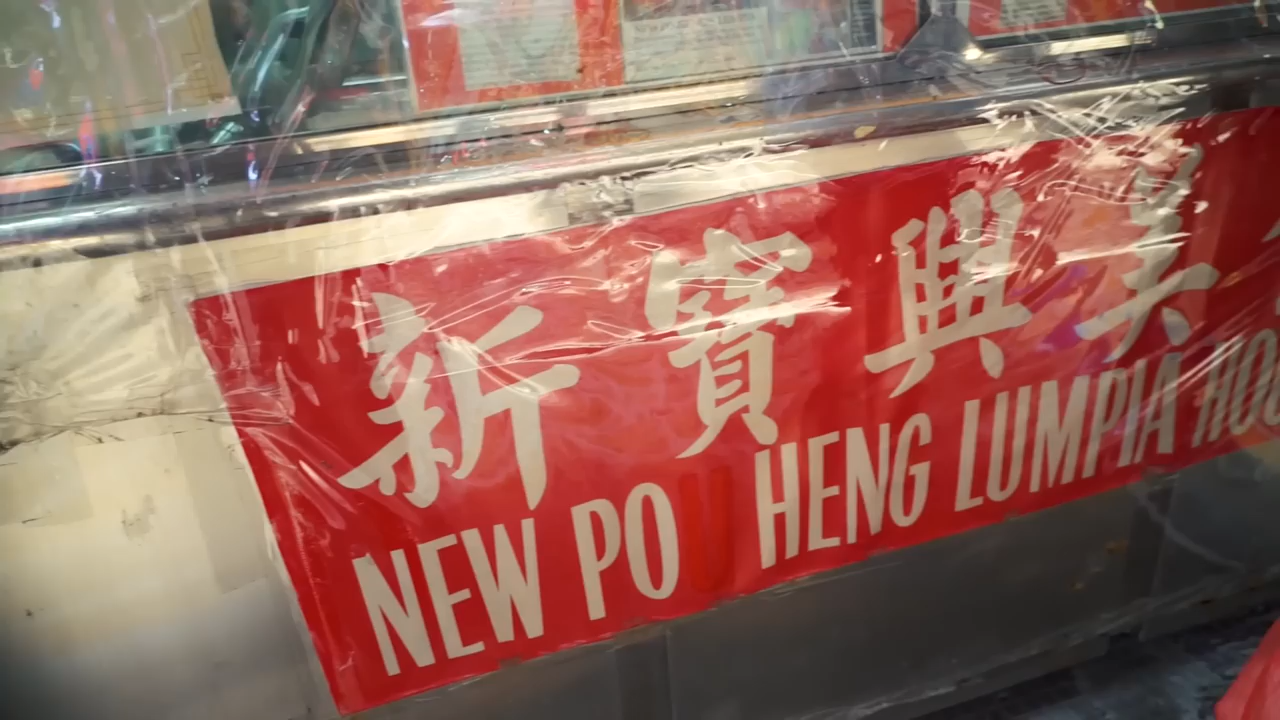 新寶興美
NEW PO HENG LUMPIA HOU